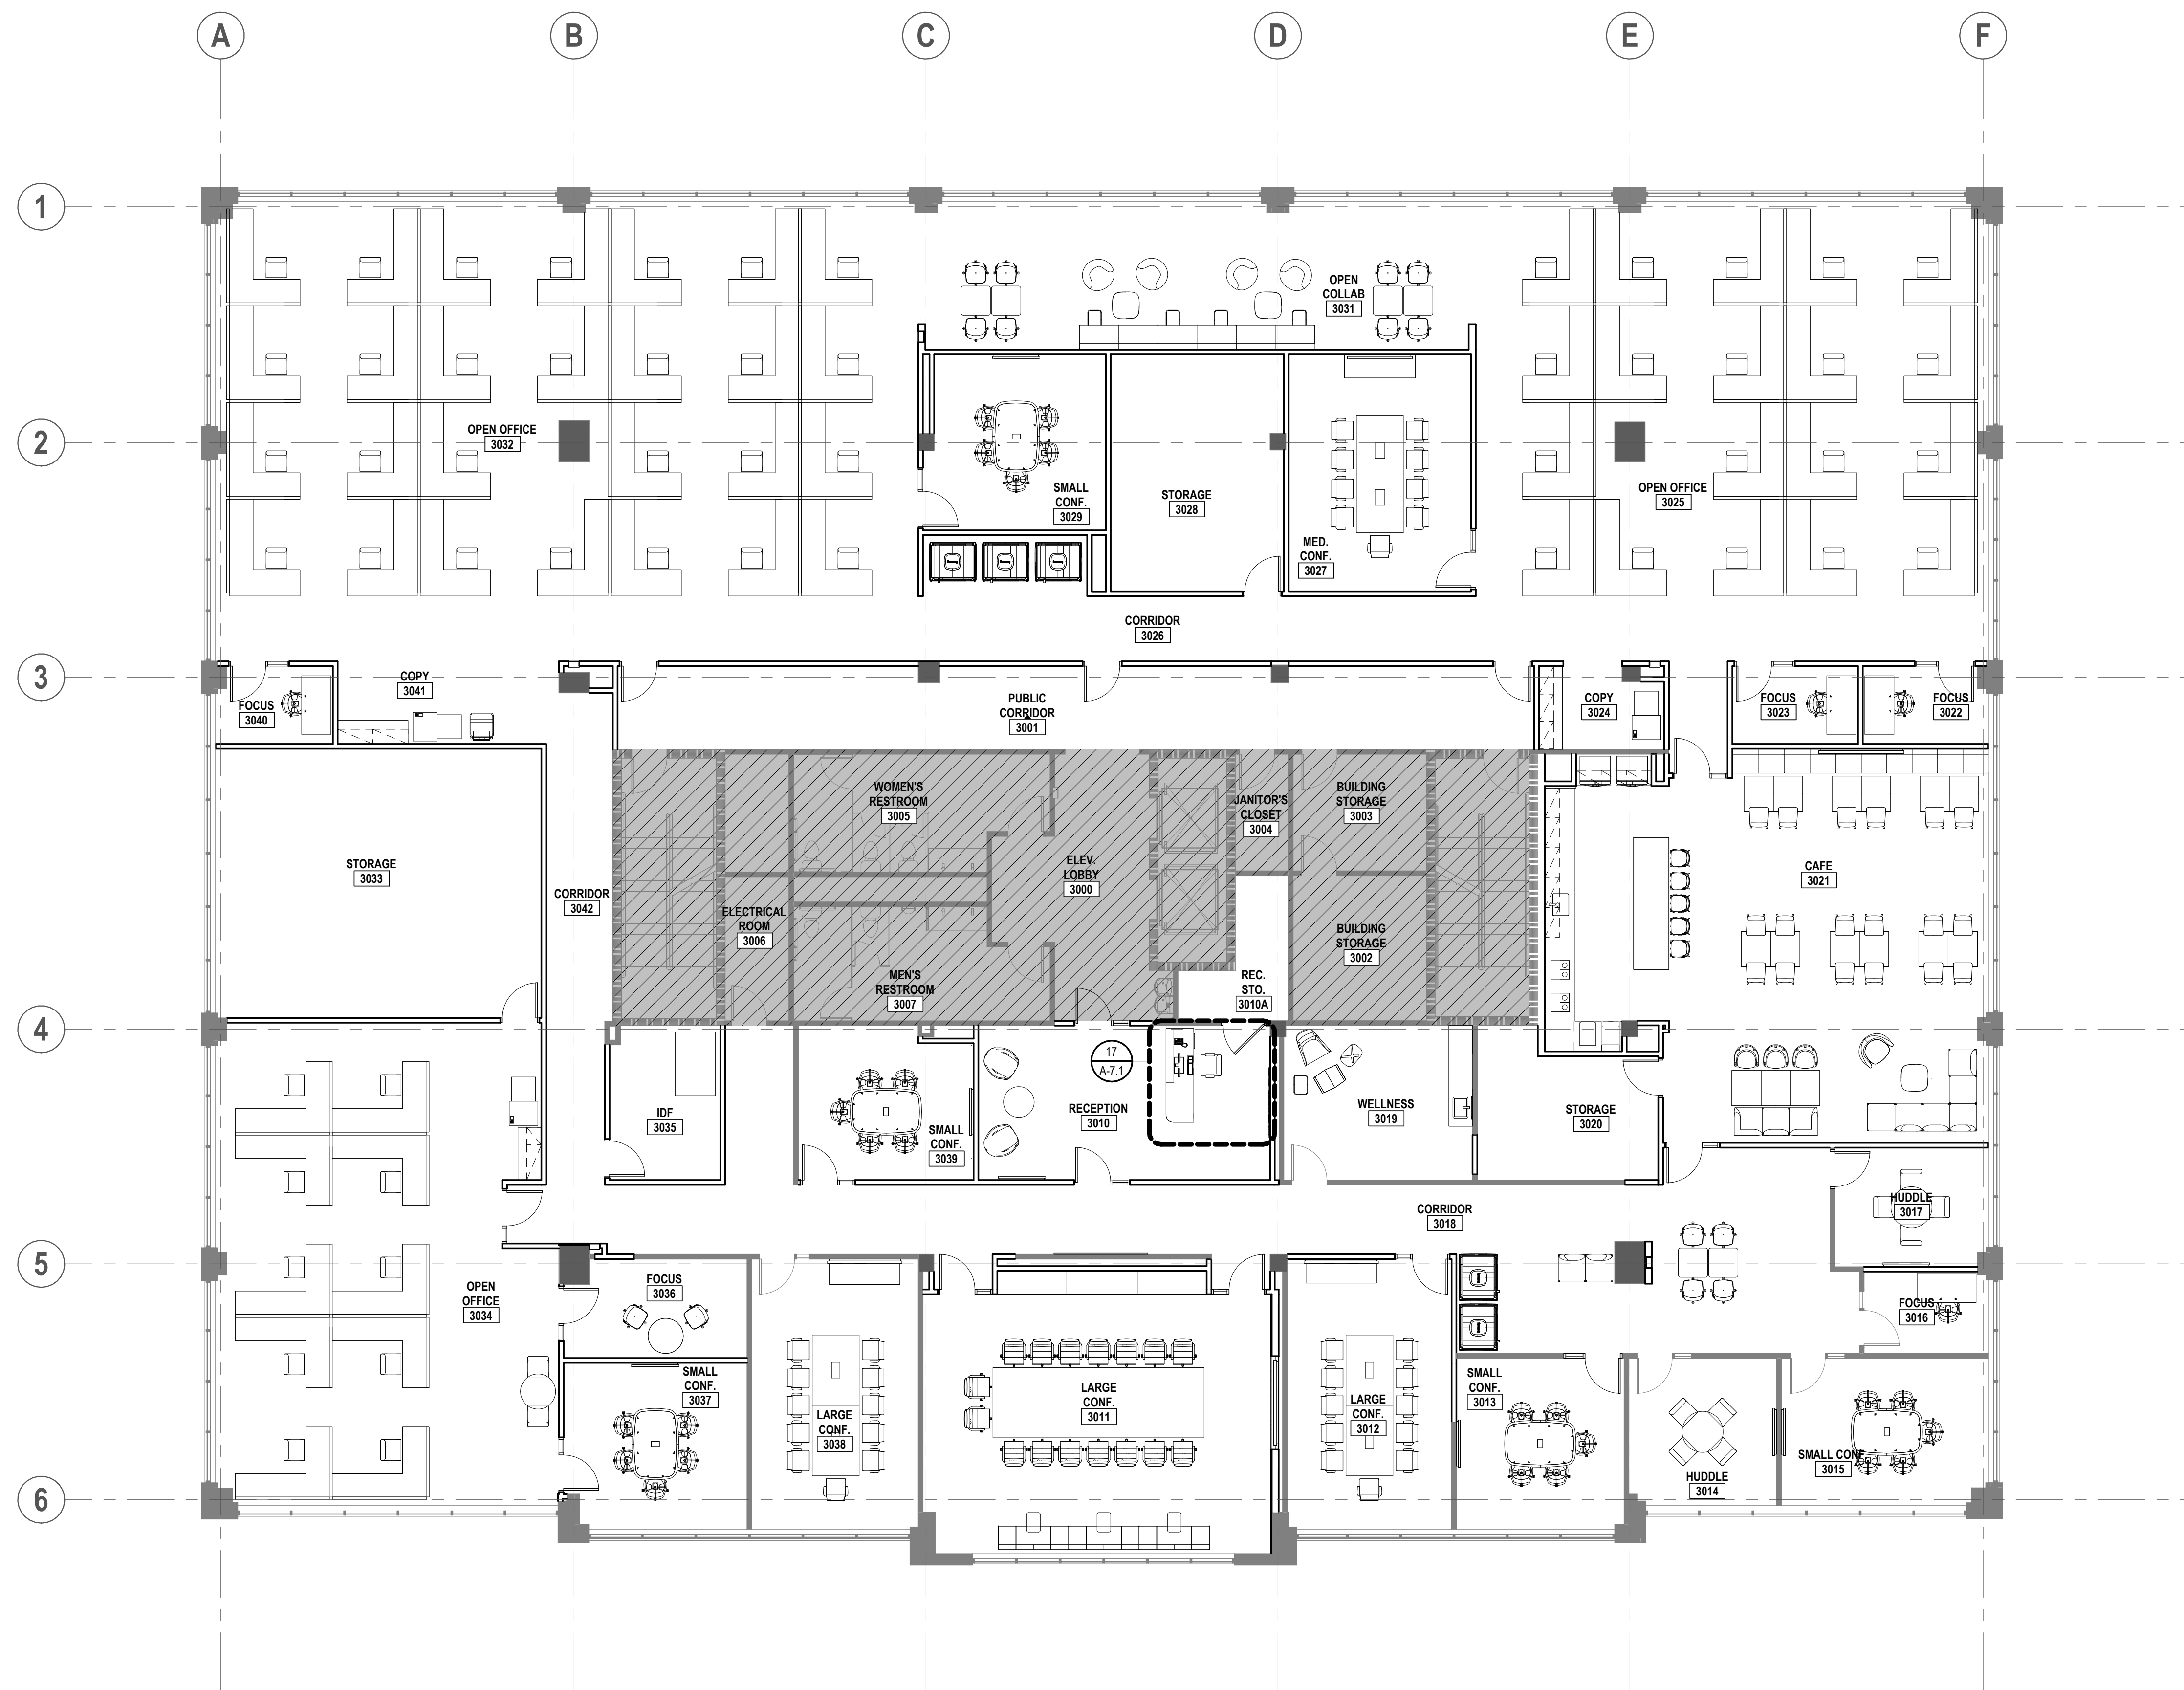 A
B
C
D
E
F
1
2
3
4
5
6
OPEN
COLLAB
3031
OPEN OFFICE
3032
SMALL
CONF.
3029
STORAGE
3028
MED.
CONF.
3027
OPEN OFFICE
3025
CORRIDOR
3026
COPY
3041
FOCUS
3040
PUBLIC
CORRIDOR
3001
COPY
3024
FOCUS
3023
FOCUS
3022
WOMEN'S
RESTROOM
3005
JANITOR'S
CLOSET
3004
BUILDING
STORAGE
3003
STORAGE
3033
CORRIDOR
3042
ELEV.
LOBBY
3000
CAFE
3021
ELECTRICAL
ROOM
3006
BUILDING
STORAGE
3002
MEN'S
RESTROOM
3007
REC.
STO.
3010A
17
A-7.1
IDF
3035
SMALL
CONF.
3039
RECEPTION
3010
WELLNESS
3019
STORAGE
3020
CORRIDOR
3018
HUDDLE
3017
OPEN
OFFICE
3034
FOCUS
3036
FOCUS
3016
SMALL
CONF.
3037
LARGE
CONF.
3038
LARGE
CONF.
3011
LARGE
CONF.
3012
SMALL
CONF.
3013
HUDDLE
3014
SMALL CONF.
3015